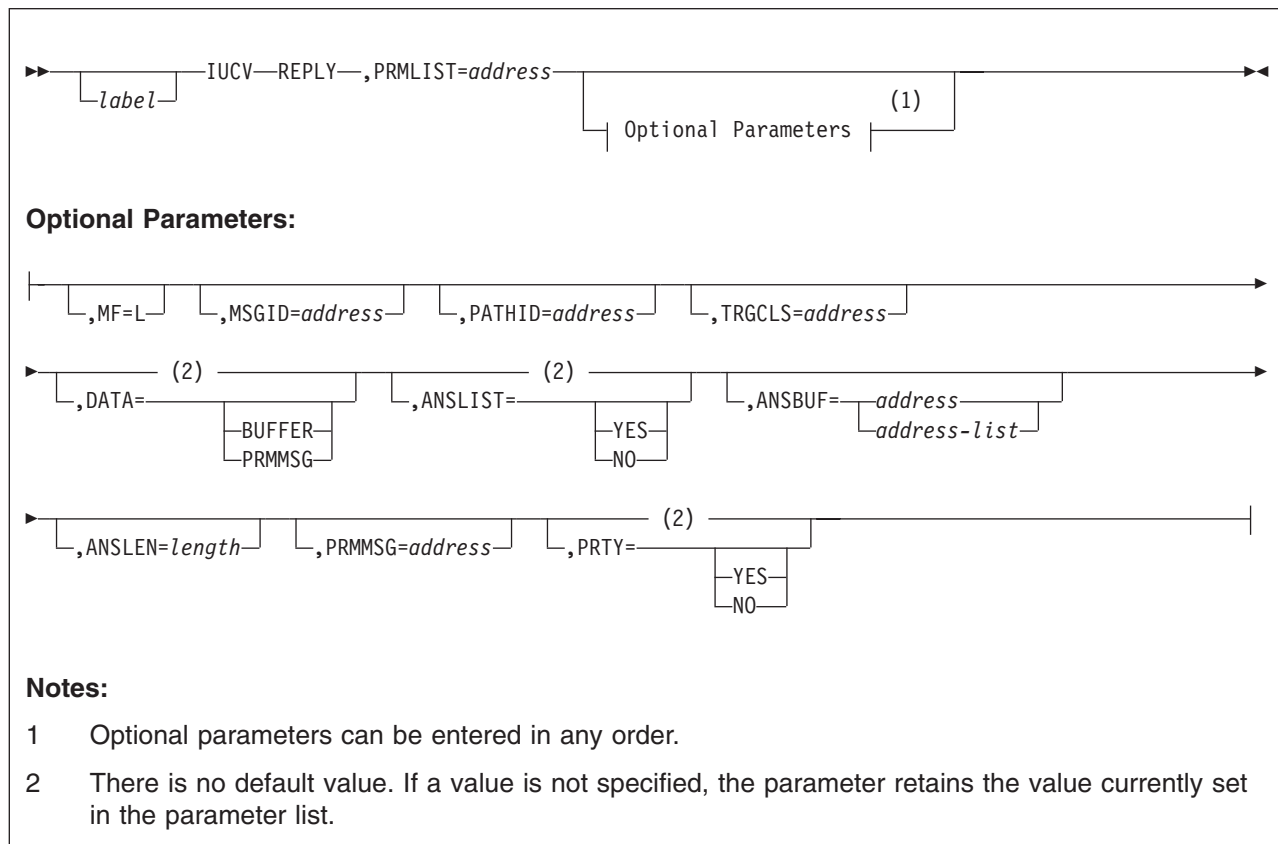 IUCV REPLY ,PRMLIST=address
label (1)
Optional Parameters
Optional Parameters:
,MF=L ,MSGID=address ,PATHID=address ,TRGCLS=address
(2) (2)
,DATA= ,ANSLIST= ,ANSBUF= address
BUFFER YES address-list
PRMMSG NO
(2)
,ANSLEN=length ,PRMMSG=address ,PRTY=
YES
NO
Notes:
1 Optional parameters can be entered in any order.
2 There is no default value. If a value is not specified, the parameter retains the value currently set
in the parameter list.